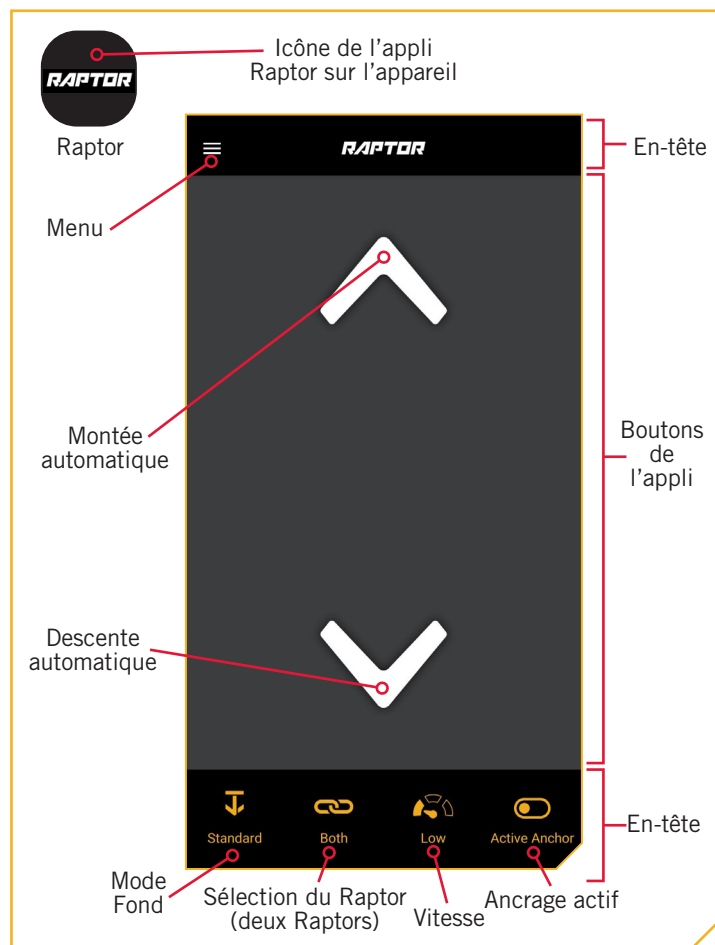 Icône de l’appli
Raptor sur l’appareil
RAPTOR
Raptor
RAPTOR
En-tête
Menu
Montée
automatique
Boutons
de
l’appli
Descente
automatique
Standard
Both
Low
Active Anchor
En-tête
Mode
Fond
Sélection du Raptor
(deux Raptors)
Vitesse
Ancrage actif